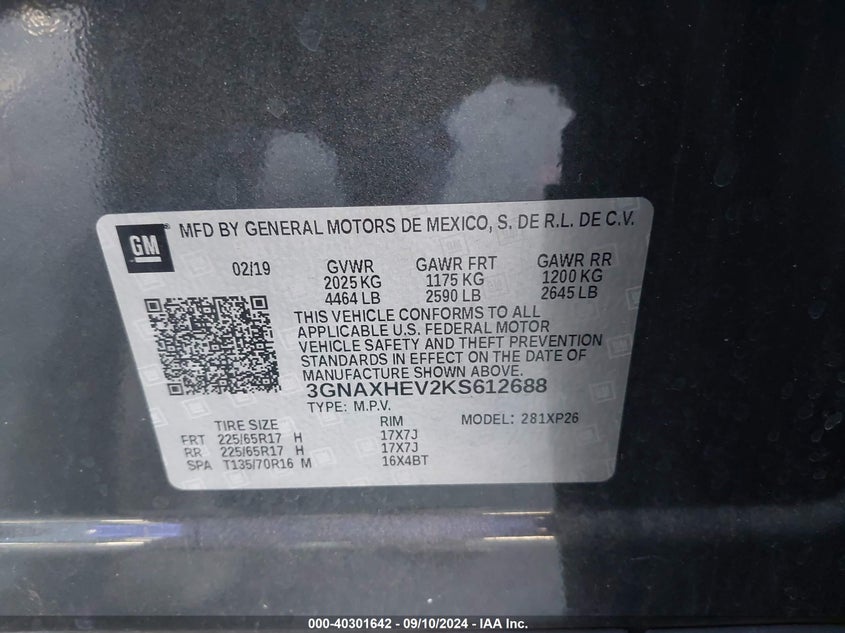 GM ® MFD BY GENERAL MOTORS DE MEXICO, S. DE R.L. DE C.V.
02/19 GVWR GAWR FRT GAWR RR
2025 KG 1175 KG 1200 KG
4464 LB 2590 LB 2645 LB
THIS VEHICLE CONFORMS TO ALL
APPLICABLE U.S. FEDERAL MOTOR
VEHICLE SAFETY AND THEFT PREVENTION
STANDARDS IN EFFECT ON THE DATE OF
MANUFACTURE SHOWN ABOVE.
3GNAXHEV2KS612688
TYPE: M.P.V. MODEL: 281XP26
TIRE SIZE RIM
FRT 225/65R17 H 17X7J
RR 225/65R17 H 17X7J
SPA T135/70R16 M 16X4BT
000-40301642 - 09/10/2024 - IAA Inc.